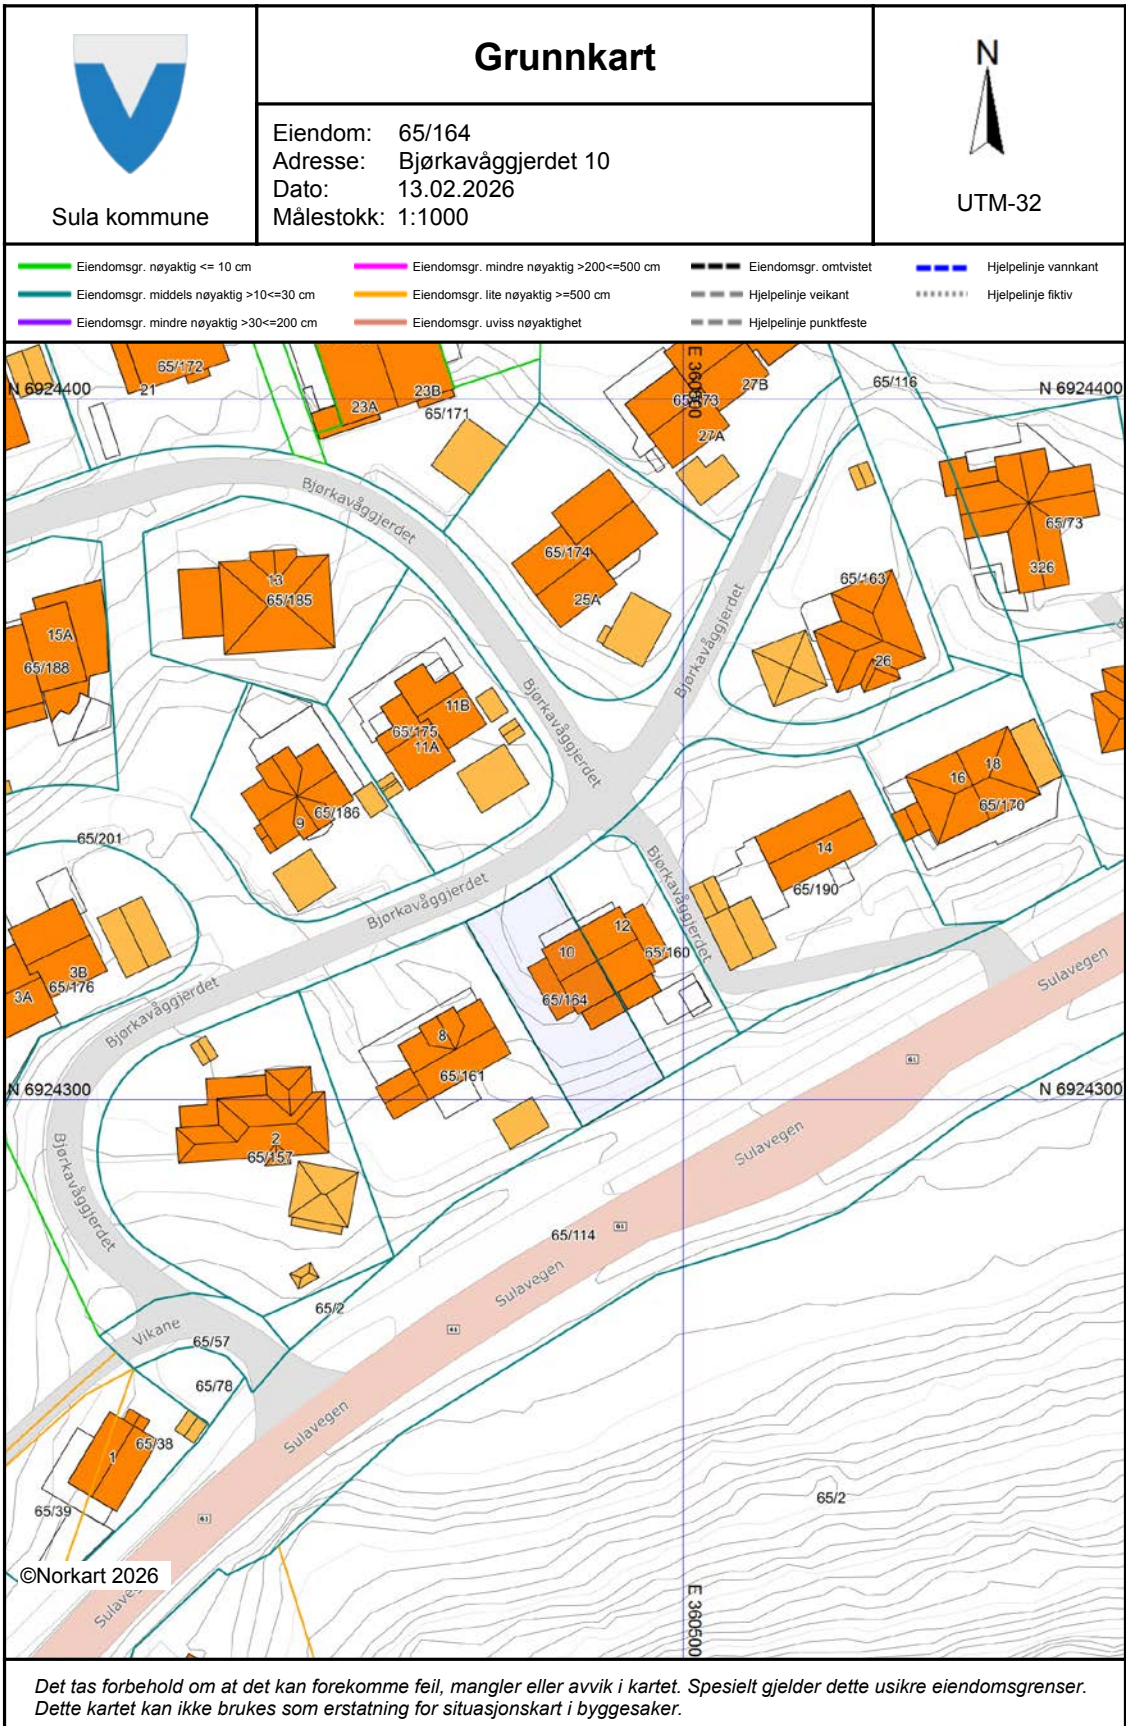 Grunnkart
N
Eiendom: 65/164
Adresse: Bjørkavåggjerdet 10
Dato: 13.02.2026
Målestokk: 1:1000
Sula kommune
UTM-32
Eiendomsgr. nøyaktig <= 10 cm
Eiendomsgr. mindre nøyaktig >200<=500 cm
Eiendomsgr. omtvistet
Hjelpelinje vannkant
Eiendomsgr. middels nøyaktig >10<=30 cm
Eiendomsgr. lite nøyaktig >=500 cm
Hjelpelinje veikant
Hjelpelinje fiktiv
Eiendomsgr. mindre nøyaktig >30<=200 cm
Eiendomsgr. uviss nøyaktighet
Hjelpelinje punktfeste
65/172
21
N 6924400
23B
23A
65/171
E 360500
27B
65/173
27A
65/116
N 6924400
Bjørkavåggjerdet
65/174
25A
65/73
326
13
65/185
65/163
26
15A
65/188
Bjørkavåggjerdet
Bjørkavåggjerdet
11B
65/175
11A
9
65/186
16
18
65/170
65/201
14
65/190
Bjørkavåggjerdet
Bjørkavåggjerdet
12
10
65/160
65/164
3B
3A
65/176
Bjørkavåggjerdet
Sulavegen
8
65/161
61
N 6924300
N 6924300
2
65/157
Bjørkavåggjerdet
Sulavegen
65/114
61
Sulavegen
65/2
61
Vikane
65/57
65/78
Sulavegen
65/38
1
65/39
61
65/2
©Norkart 2026
E 360500
Det tas forbehold om at det kan forekomme feil, mangler eller avvik i kartet. Spesielt gjelder dette usikre eiendomsgrenser.
Dette kartet kan ikke brukes som erstatning for situasjonskart i byggesaker.